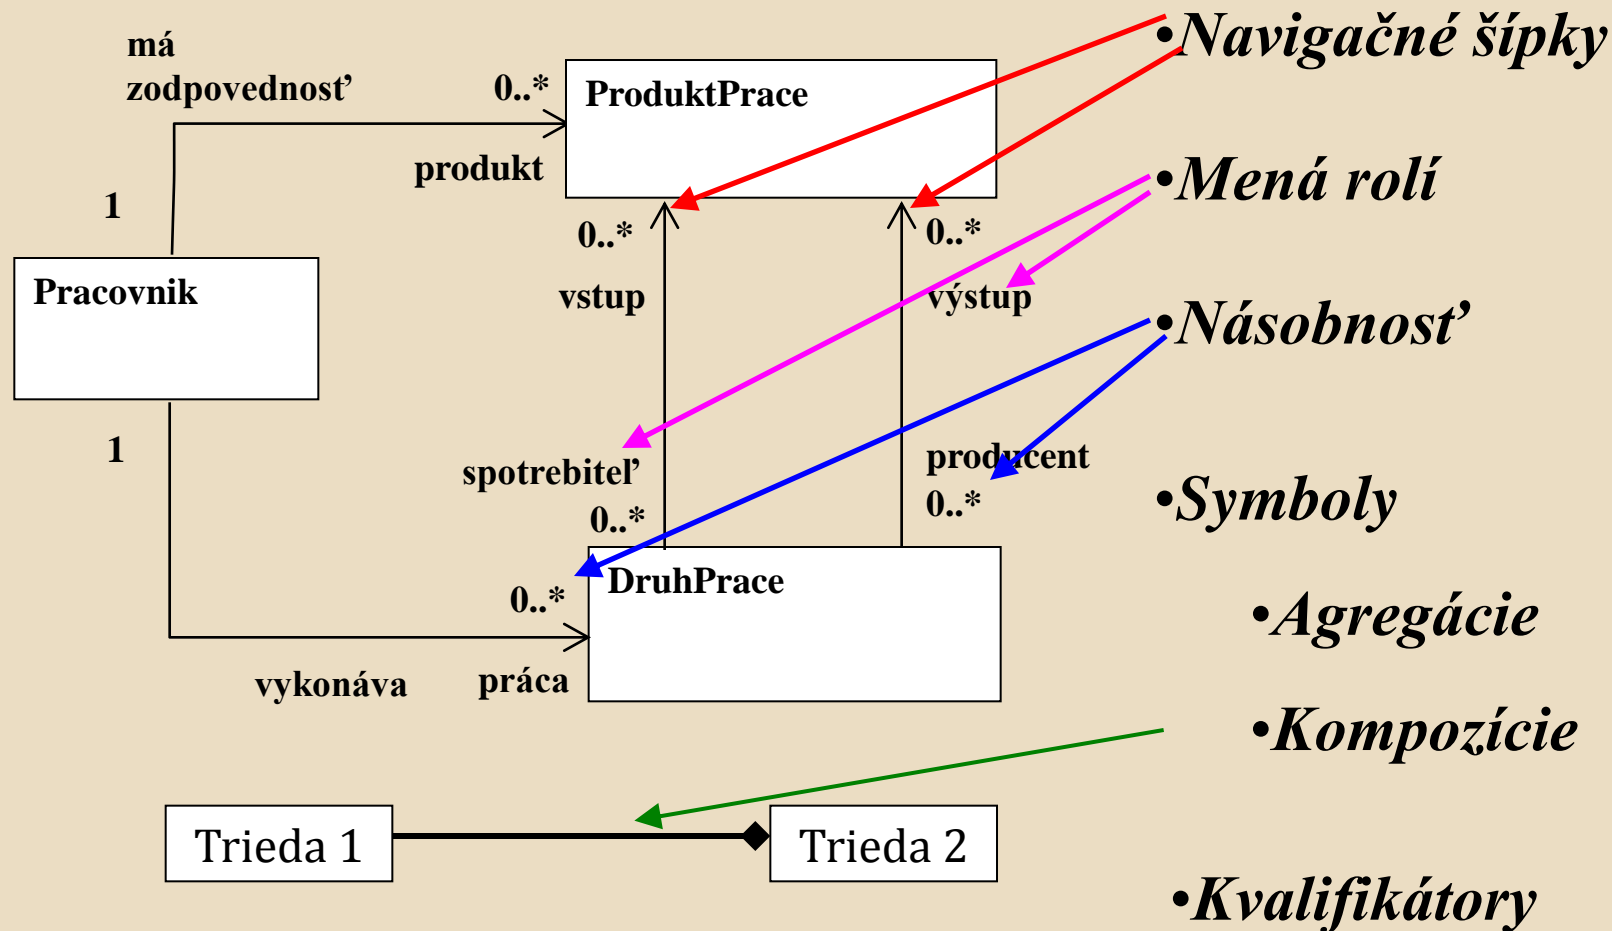 má
zodpovednosť
0..*
ProduktPrace
•Navigačné šípky
produkt
•Mená rolí
1
0..*
0..*
Pracovnik
vstup
výstup
•Násobnosť
1
spotrebiteľ
producent
0..*
0..*
•Symboly
DruhPrace
0..*
•Agregácie
vykonáva
práca
•Kompozície
Trieda 1
Trieda 2
•Kvalifikátory